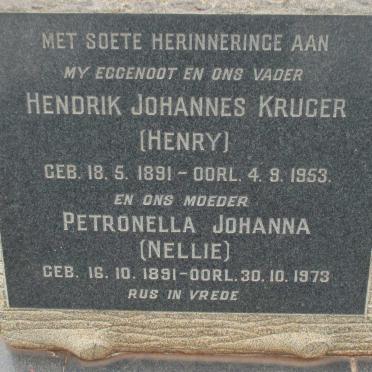 MET SOETE HERINNERINGE AAN
MY EGGENOOT EN ONS VADER
HENDRIK JOHANNES KRUGER
(HENRY)
GEB. 18. 5. 1891 - OORL. 4. 9. 1953.
EN ONS MOEDER
PETRONELLA JOHANNA
(NELLIE)
GEB. 16. 10. 1891 - OORL. 30. 10. 1973
RUS IN VREDE